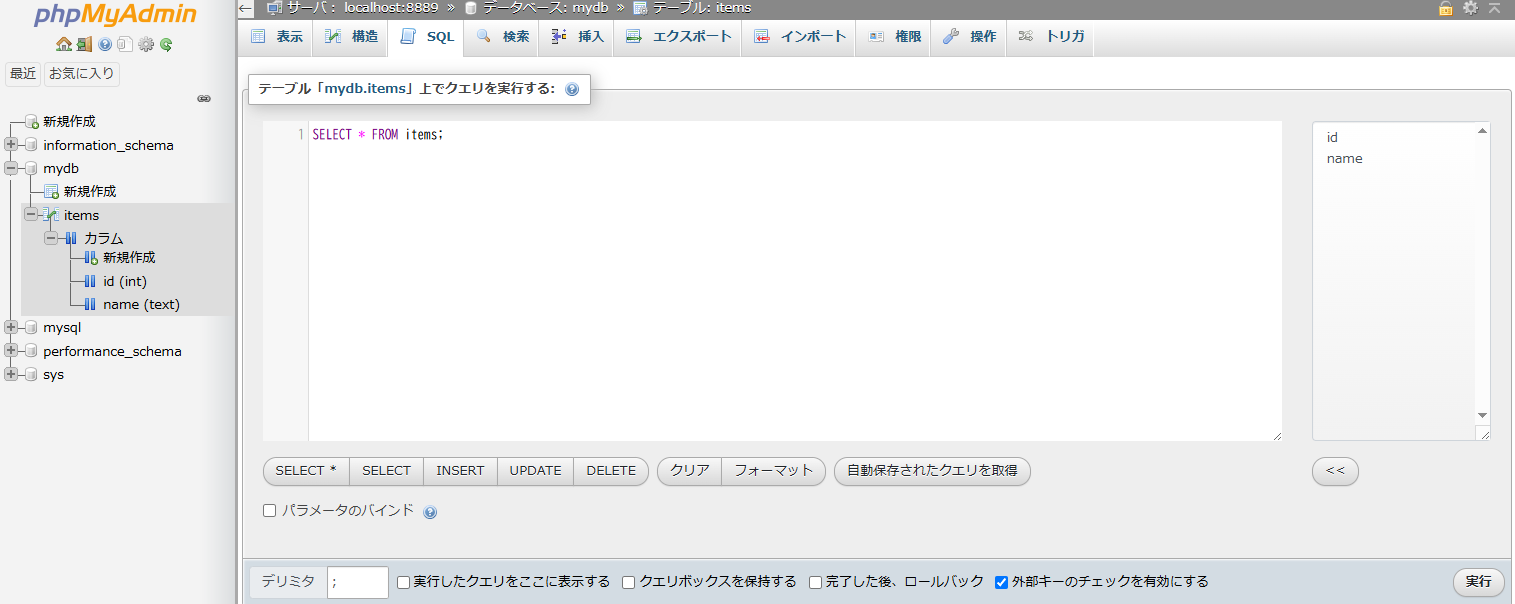 phpMyAdmin
最近 お気に入り
新規作成
information_schema
mydb
新規作成
items
カラム
新規作成
id (int)
name (text)
mysql
performance_schema
sys
サーバ: localhost:8889 » データベース: mydb » テーブル: items
表示 構造 SQL 検索 挿入 エクスポート インポート 権限 操作 トリガ
テーブル「mydb.items」上でクエリを実行する:
1 SELECT * FROM items;
id
name
SELECT * SELECT INSERT UPDATE DELETE クリア フォーマット 自動保存されたクエリを取得 <<
パラメータのバインド
デリミタ ; 実行したクエリをここに表示する クエリボックスを保持する 完了した後、ロールバック 外部キーのチェックを有効にする 実行